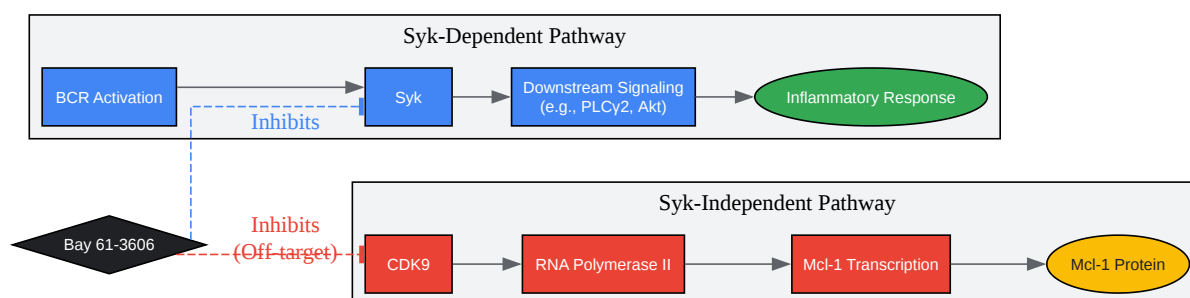 Syk-Dependent Pathway
BCR Activation
Syk
Downstream Signaling
(e.g., PLCγ2, Akt)
Inflammatory Response
Inhibits
Syk-Independent Pathway
Bay 61-3606
Inhibits
(Off-target)
CDK9
RNA Polymerase II
Mcl-1 Transcription
Mcl-1 Protein